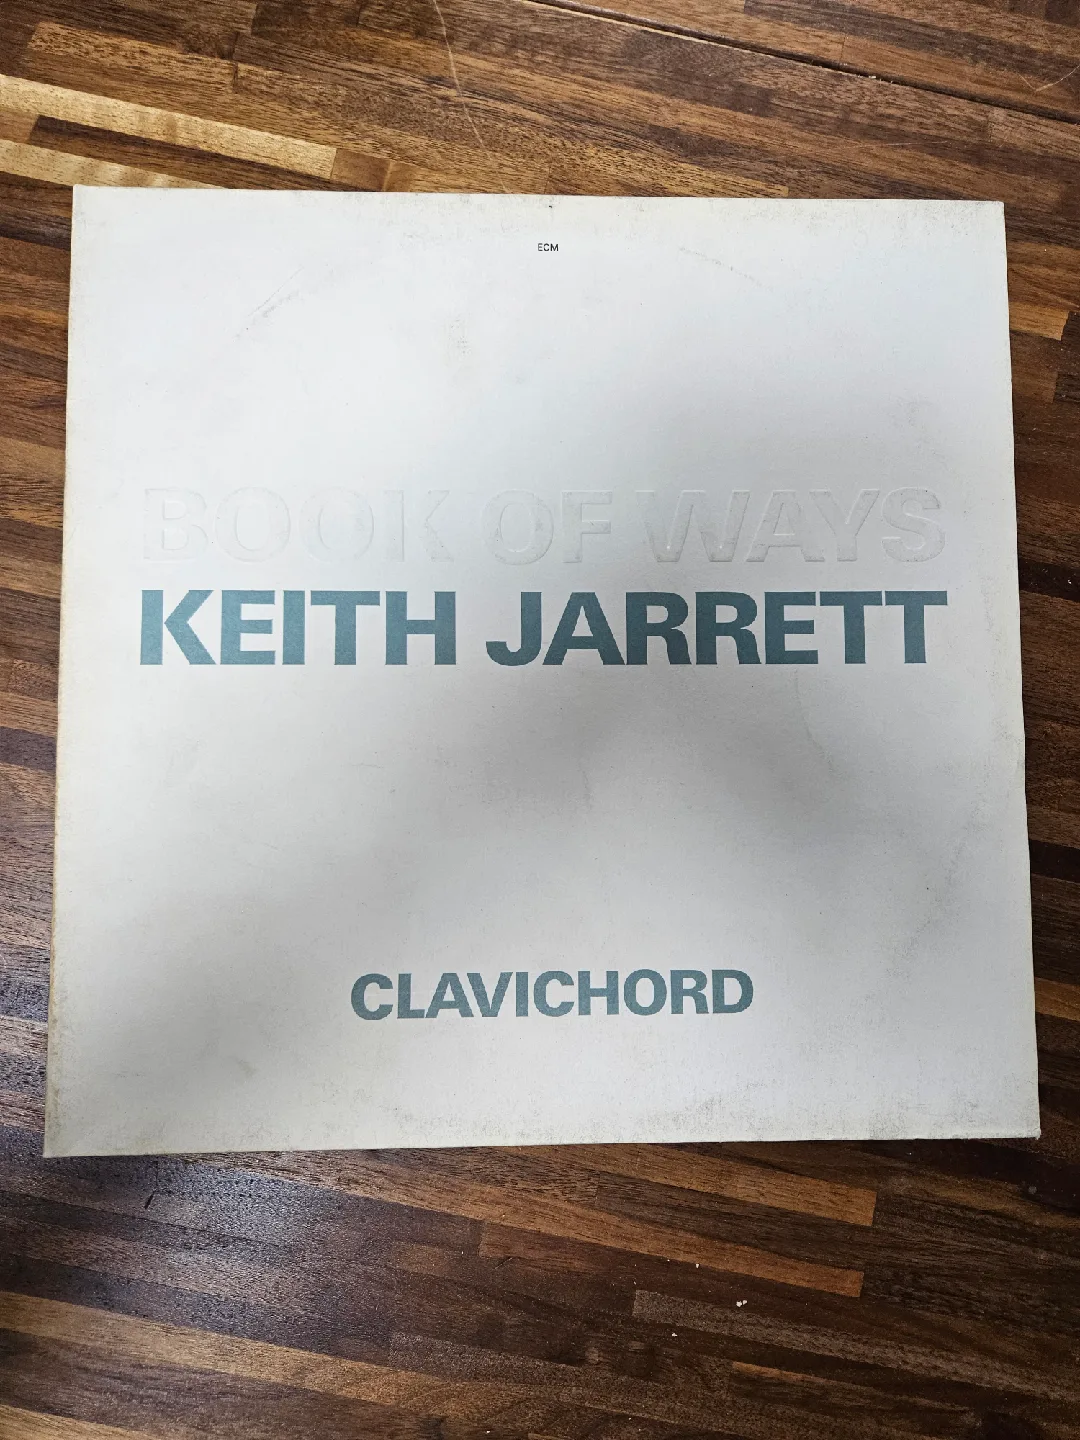 ECM
BOOK OF WAYS
KEITH JARRETT
CLAVICHORD